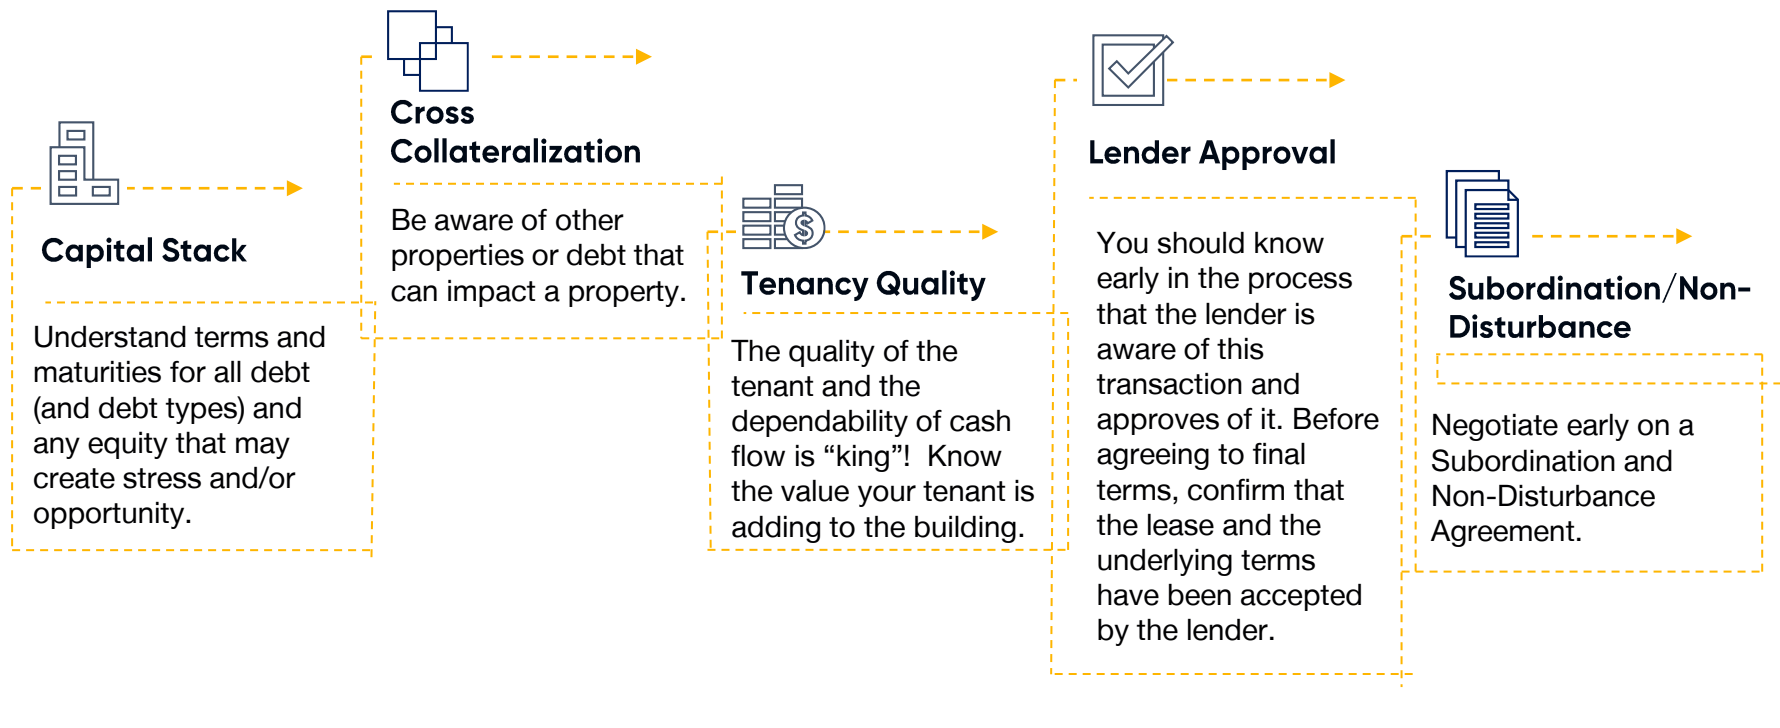 Capital Stack
Understand terms and
maturities for all debt
(and debt types) and
any equity that may
create stress and/or
opportunity.
Cross
Collateralization
Be aware of other
properties or debt that
can impact a property.
$
Tenancy Quality
The quality of the
tenant and the
dependability of cash
flow is “king”!  Know
the value your tenant is
adding to the building.
Lender Approval
You should know
early in the process
that the lender is
aware of this
transaction and
approves of it. Before
agreeing to final
terms, confirm that
the lease and the
underlying terms
have been accepted
by the lender.
Subordination/Non-
Disturbance
Negotiate early on a
Subordination and
Non-Disturbance
Agreement.